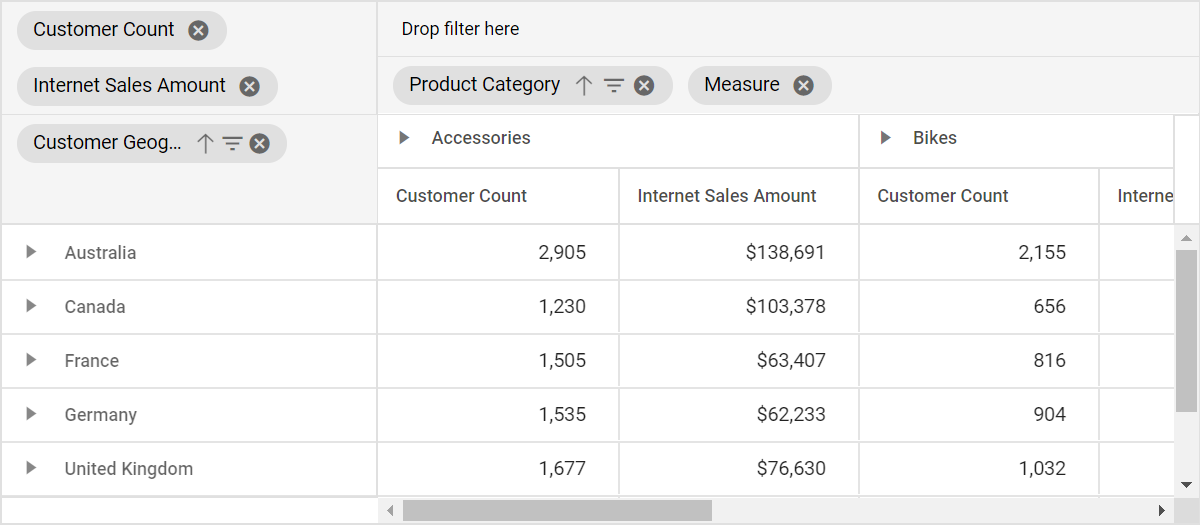 Customer Count
Drop filter here
Internet Sales Amount
Product Category Measure
Customer Geog...
Accessories Bikes
Customer Count Internet Sales Amount Customer Count Interne
Australia 2,905 $138,691 2,155
Canada 1,230 $103,378 656
France 1,505 $63,407 816
Germany 1,535 $62,233 904
United Kingdom 1,677 $76,630 1,032